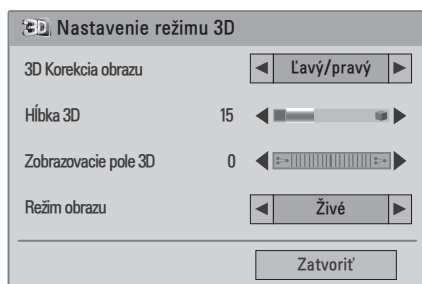 3D Nastavenie režimu 3D
3D Korekcia obrazu Ľavý/pravý
Hĺbka 3D 15
Zobrazovacie pole 3D 0
Režim obrazu Živé
Zatvoriť